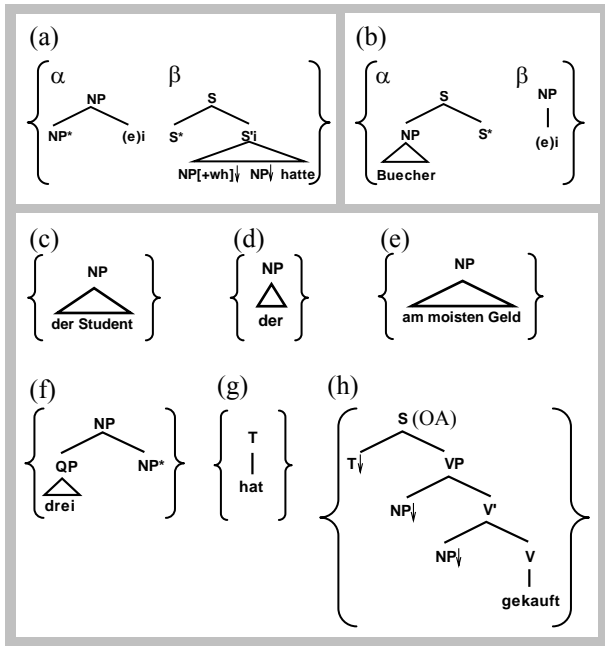 (a) (b)
α β α β
NP S S NP
NP* (e)i S* S'i NP S* (e)i
NP[+wh]↓ NP↓ hatte Buecher
(c) (d) (e)
NP NP NP
der Student der am moisten Geld
(f) (g) (h)
NP T S (OA)
QP NP* hat T↓ VP
drei NP↓ V'
NP↓ V
gekauft